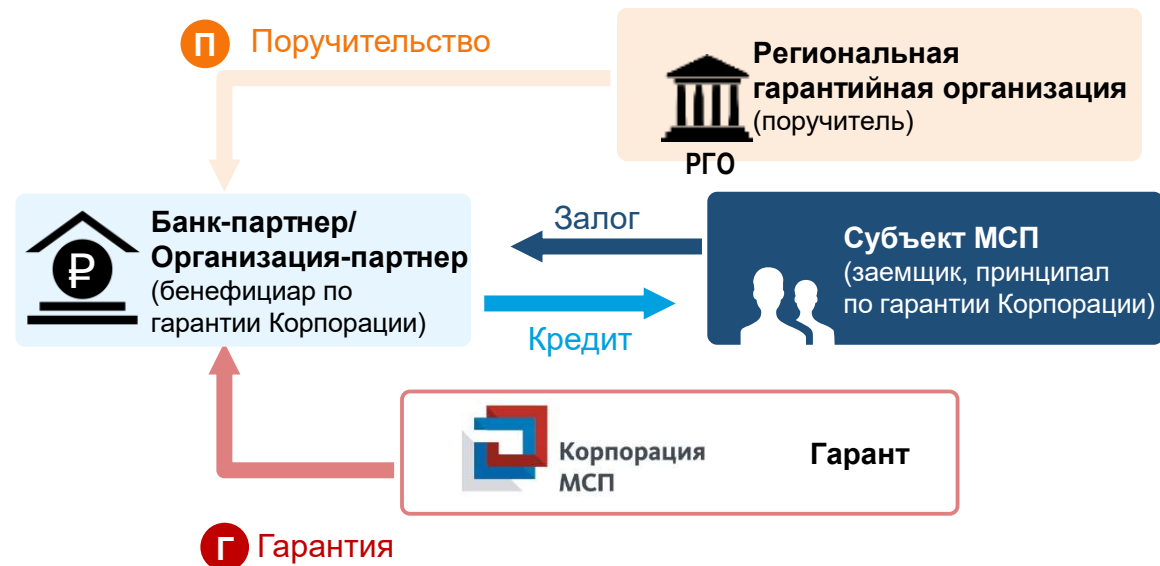 П Поручительство
Региональная
гарантийная организация
(поручитель)
РГО
₽
Банк-партнер/
Организация-партнер
(бенефициар по
гарантии Корпорации)
Залог
Кредит
Субъект МСП
(заемщик, принципал
по гарантии Корпорации)
Корпорация
МСП
Гарант
Г Гарантия